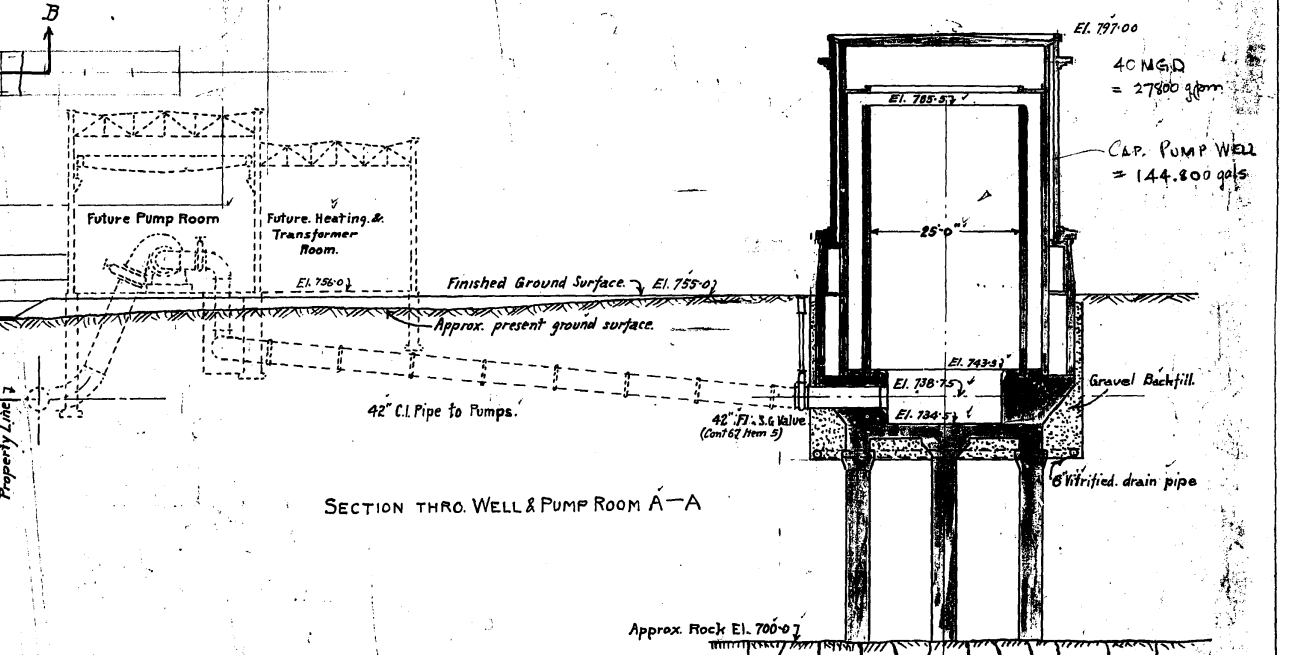 B
El. 797.00
40 MGD
= 27800 gpm
El. 785.5
CAP. PUMP WELL
= 144.800 gals
Future Pump Room
Future. Heating. &.
Transformer
Room.
25'-0"
El. 756.0
Finished Ground Surface. El. 755.0
Approx. present ground surface.
El. 743.5
El. 738.75
Gravel Backfill.
42" C.I. Pipe to Pumps.
El. 734.5
42" Fl. S.G Valve
(Cont 67 Item 5)
Property Line
6" Vitrified. drain pipe
SECTION THRO. WELL & PUMP ROOM A—A
Approx. Rock El. 700.0